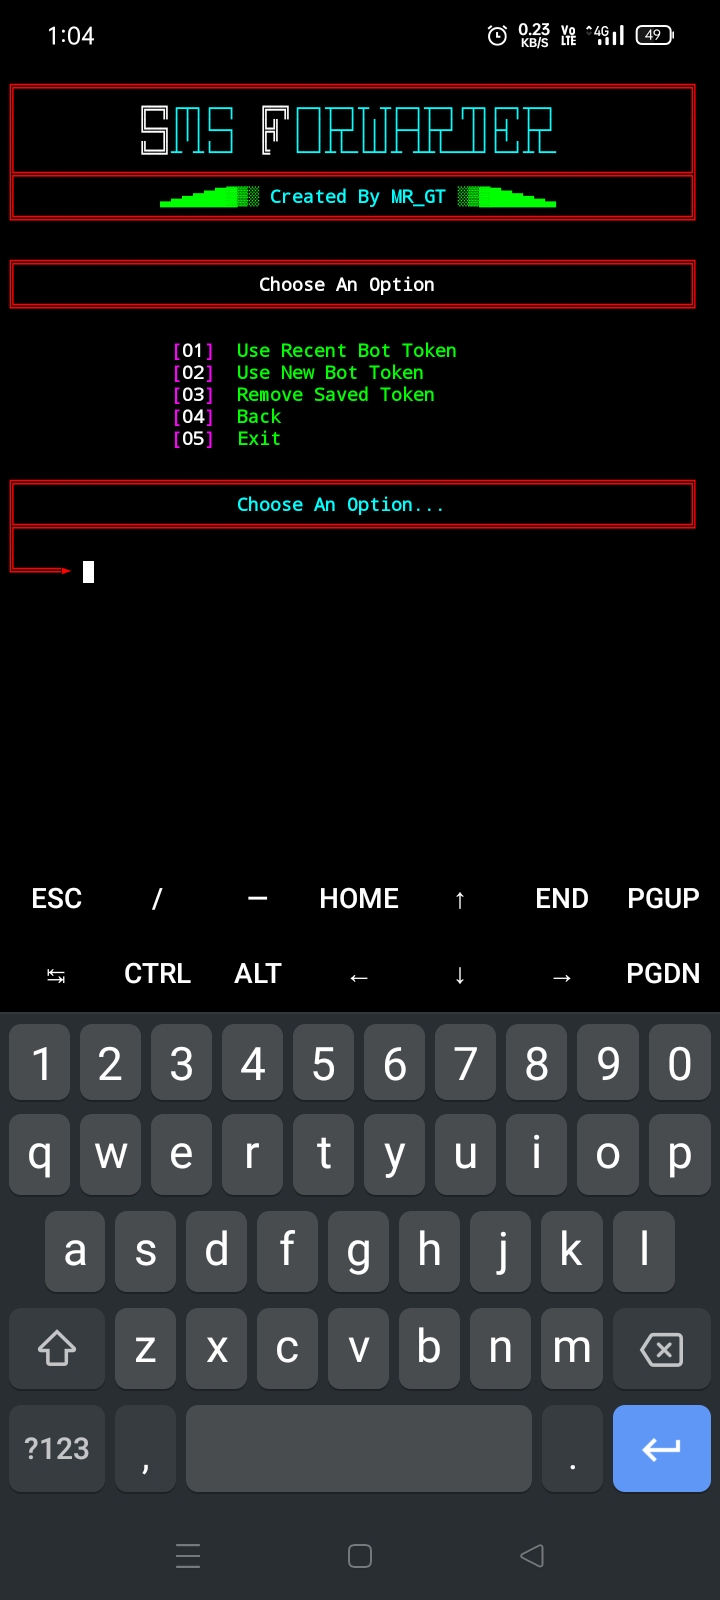 1:04 0.23 KB/S Vo LTE 4G 49
SMS FORWARTER
Created By MR_GT
Choose An Option
[01] Use Recent Bot Token
[02] Use New Bot Token
[03] Remove Saved Token
[04] Back
[05] Exit
Choose An Option...
ESC / — HOME ↑ END PGUP
↹ CTRL ALT ← ↓ → PGDN
1 2 3 4 5 6 7 8 9 0
q w e r t y u i o p
a s d f g h j k l
z x c v b n m
?123 , .